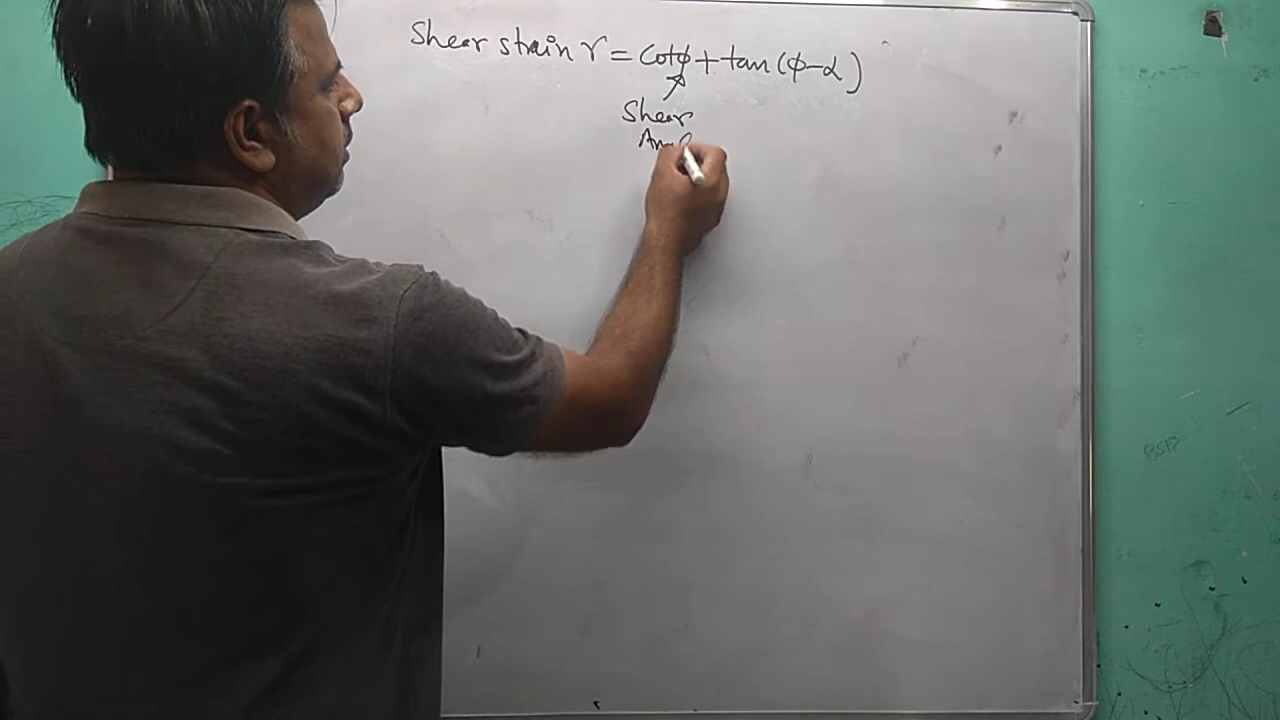 Shear strain γ = Cotϕ + tan (ϕ-α)
Shear